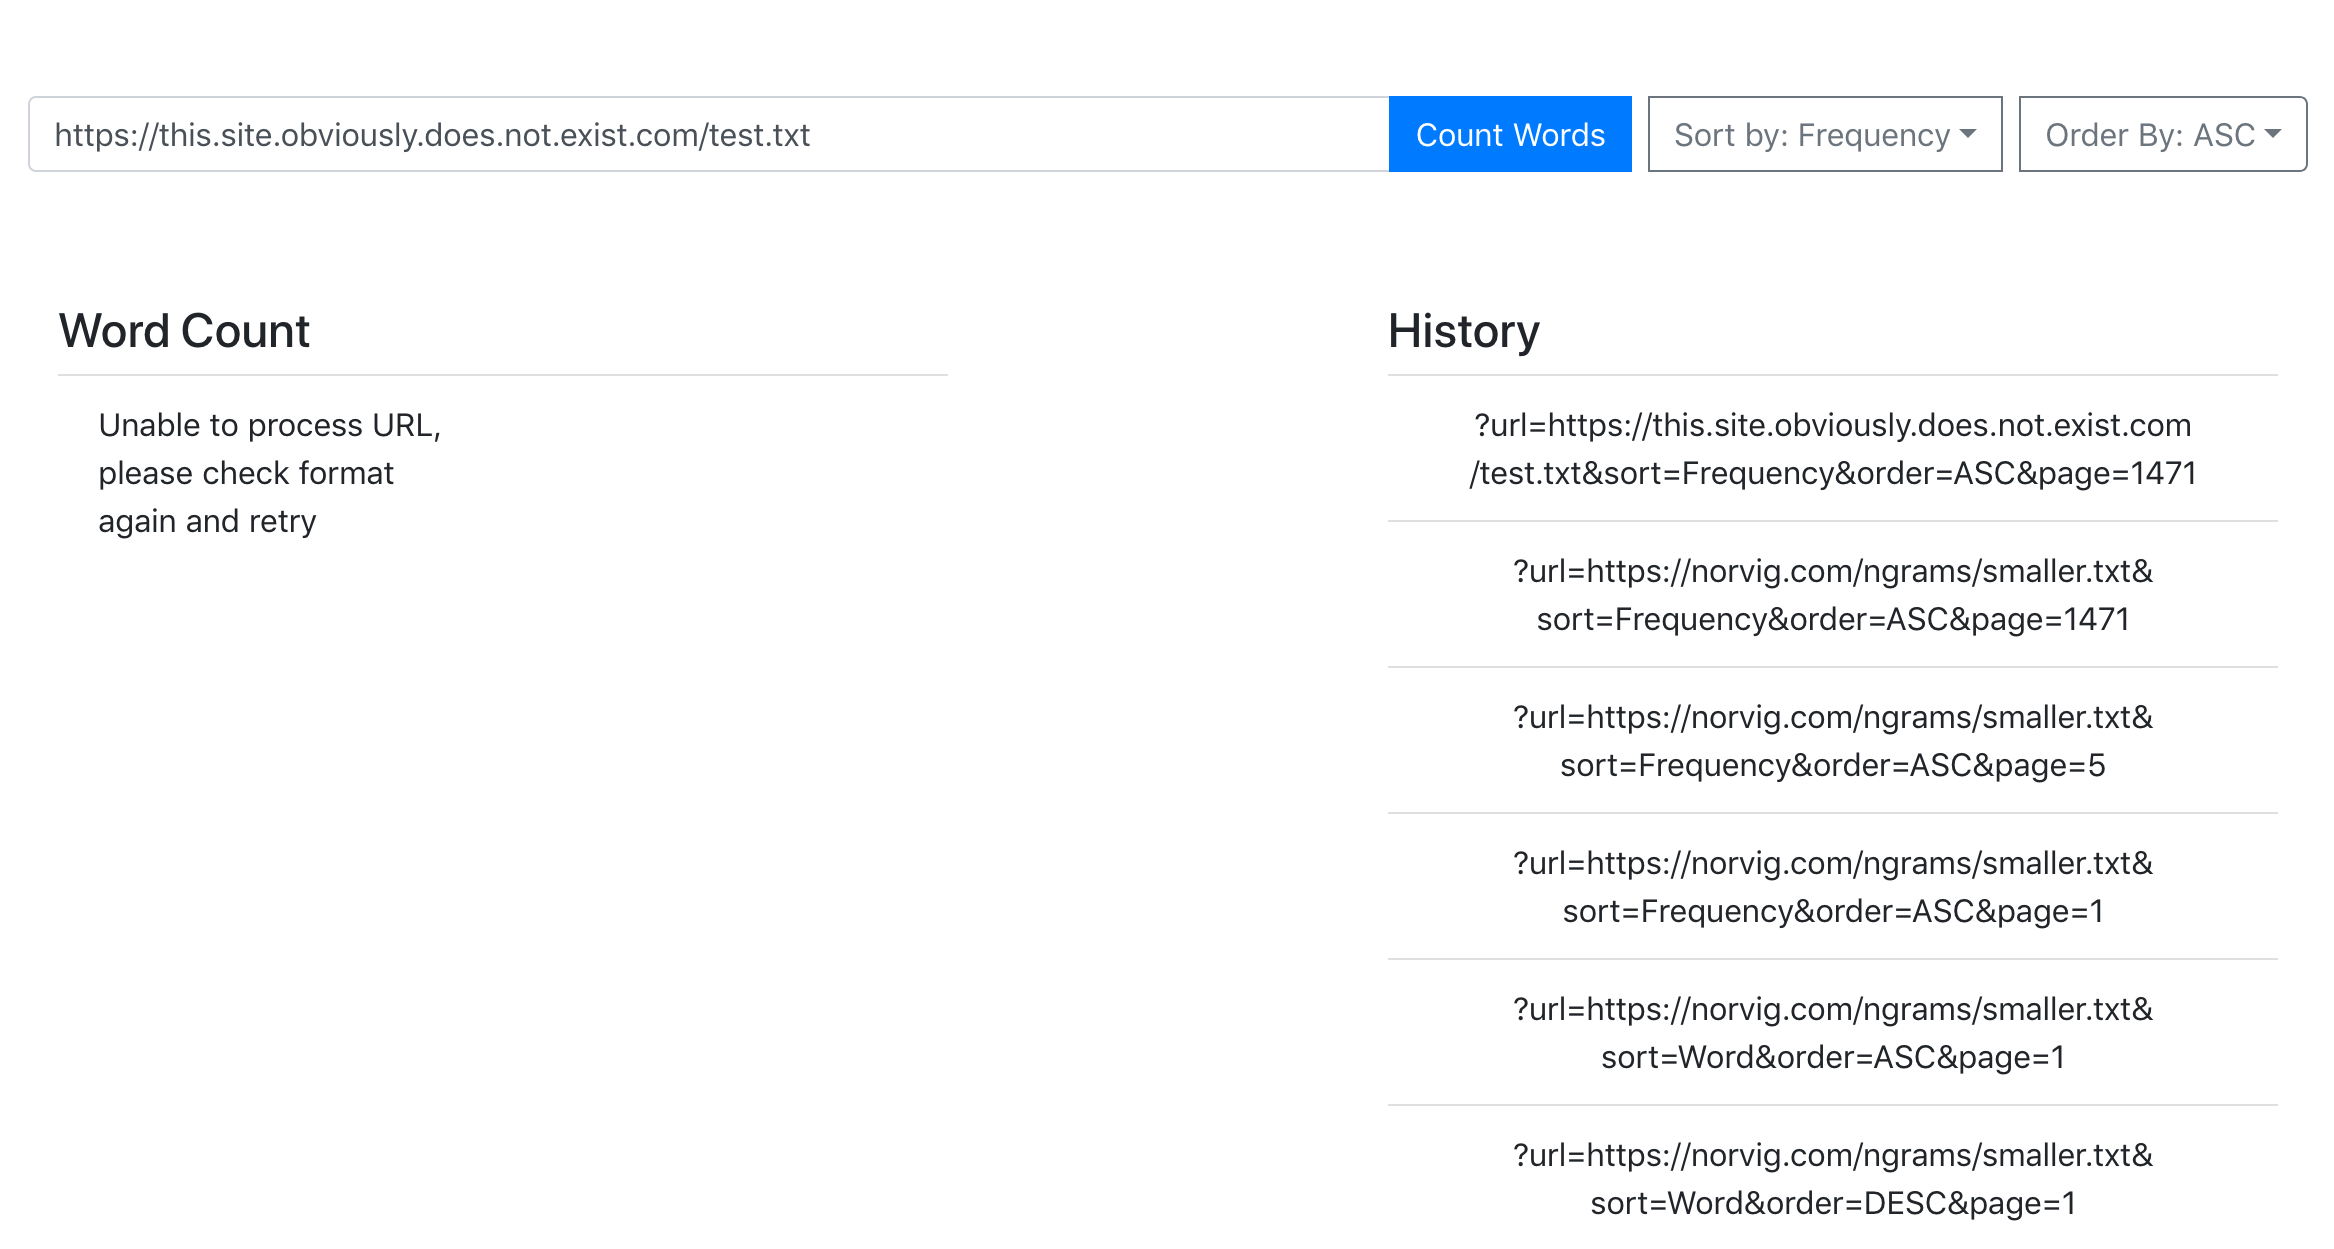 https://this.site.obviously.does.not.exist.com/test.txt
Count Words
Sort by: Frequency
Order By: ASC
Word Count
Unable to process URL,
please check format
again and retry
History
?url=https://this.site.obviously.does.not.exist.com
/test.txt&sort=Frequency&order=ASC&page=1471
?url=https://norvig.com/ngrams/smaller.txt&
sort=Frequency&order=ASC&page=1471
?url=https://norvig.com/ngrams/smaller.txt&
sort=Frequency&order=ASC&page=5
?url=https://norvig.com/ngrams/smaller.txt&
sort=Frequency&order=ASC&page=1
?url=https://norvig.com/ngrams/smaller.txt&
sort=Word&order=ASC&page=1
?url=https://norvig.com/ngrams/smaller.txt&
sort=Word&order=DESC&page=1